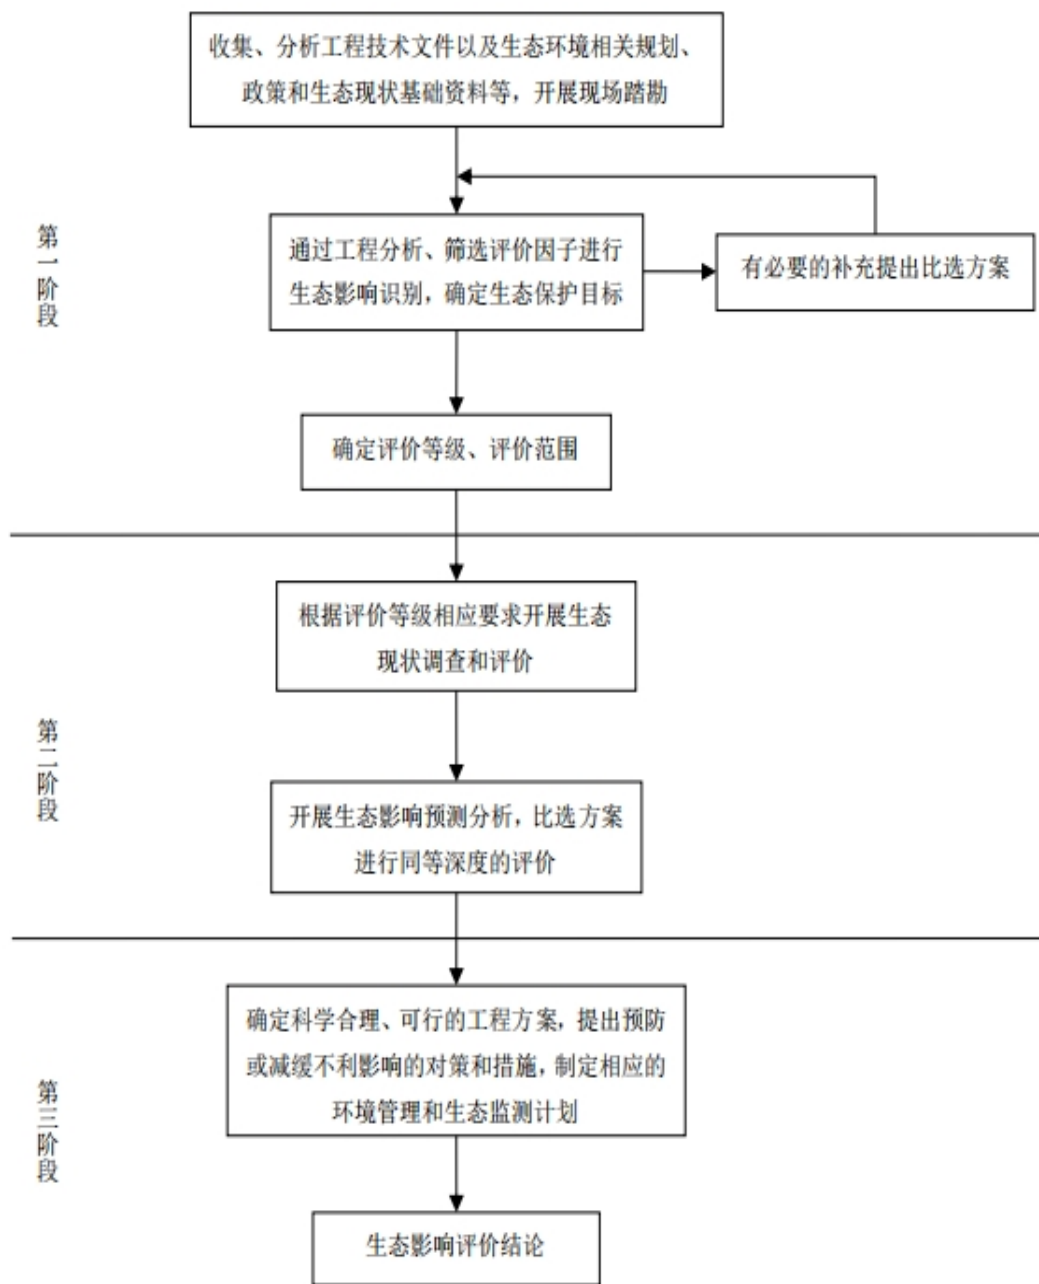 收集、分析工程技术文件以及生态环境相关规划、
政策和生态现状基础资料等，开展现场踏勘
第一阶段
通过工程分析、筛选评价因子进行
生态影响识别，确定生态保护目标
有必要的补充提出比选方案
确定评价等级、评价范围
第二阶段
根据评价等级相应要求开展生态
现状调查和评价
开展生态影响预测分析，比选方案
进行同等深度的评价
第三阶段
确定科学合理、可行的工程方案，提出预防
或减缓不利影响的对策和措施，制定相应的
环境管理和生态监测计划
生态影响评价结论